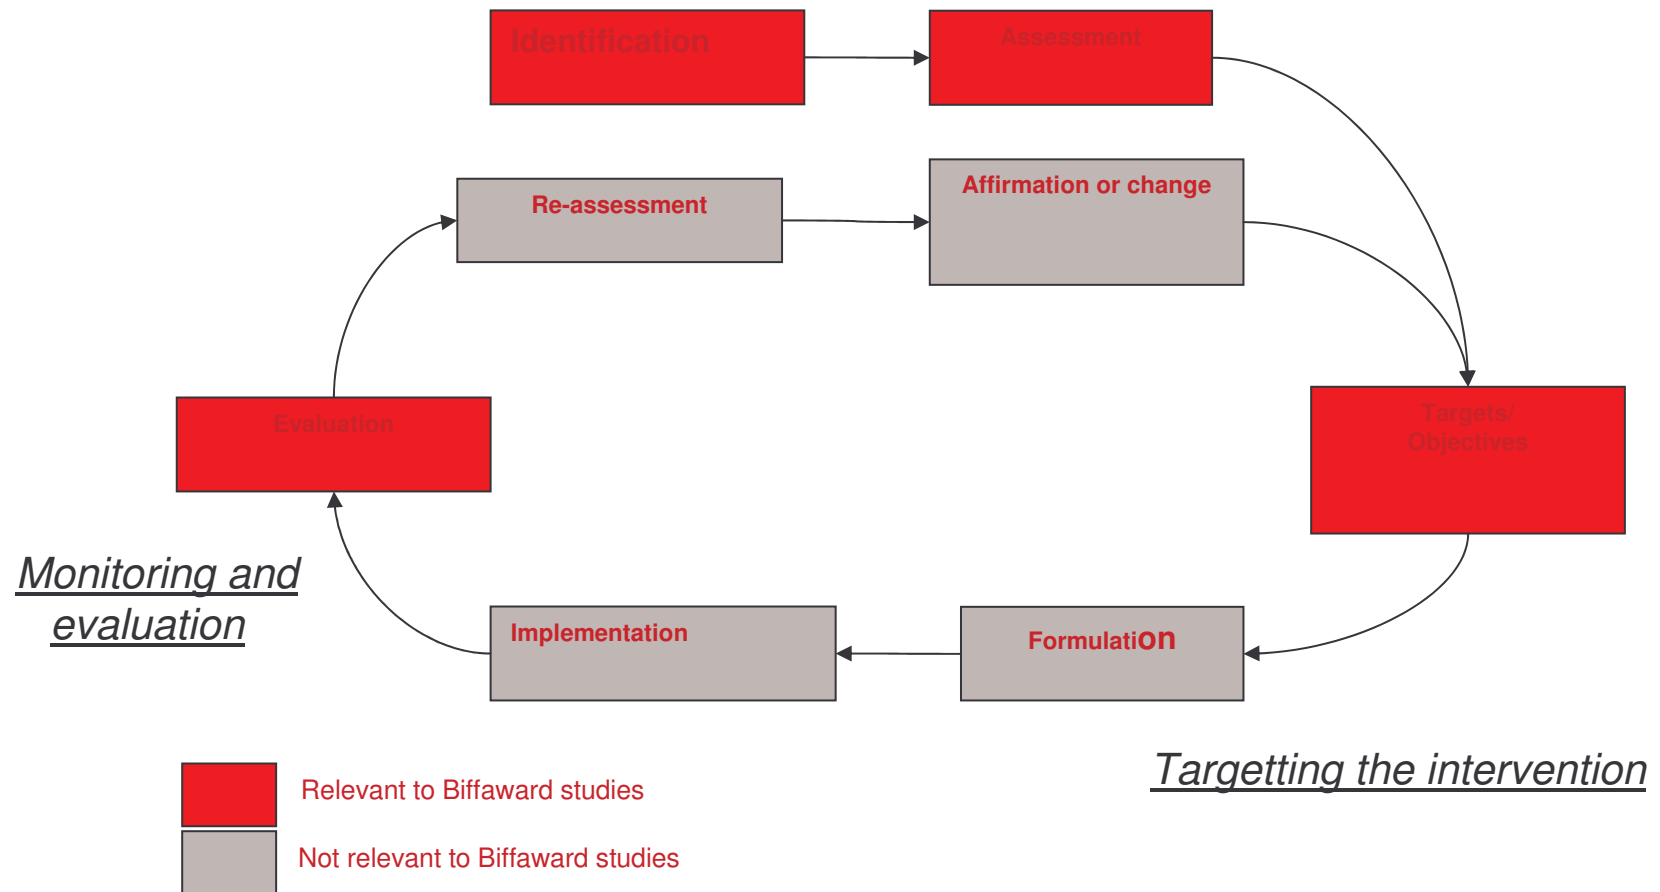 Identification
Assessment
Re-assessment
Affirmation or change
Evaluation
Targets/
Objectives
Monitoring and
evaluation
Implementation
Formulation
Targetting the intervention
Relevant to Biffaward studies
Not relevant to Biffaward studies